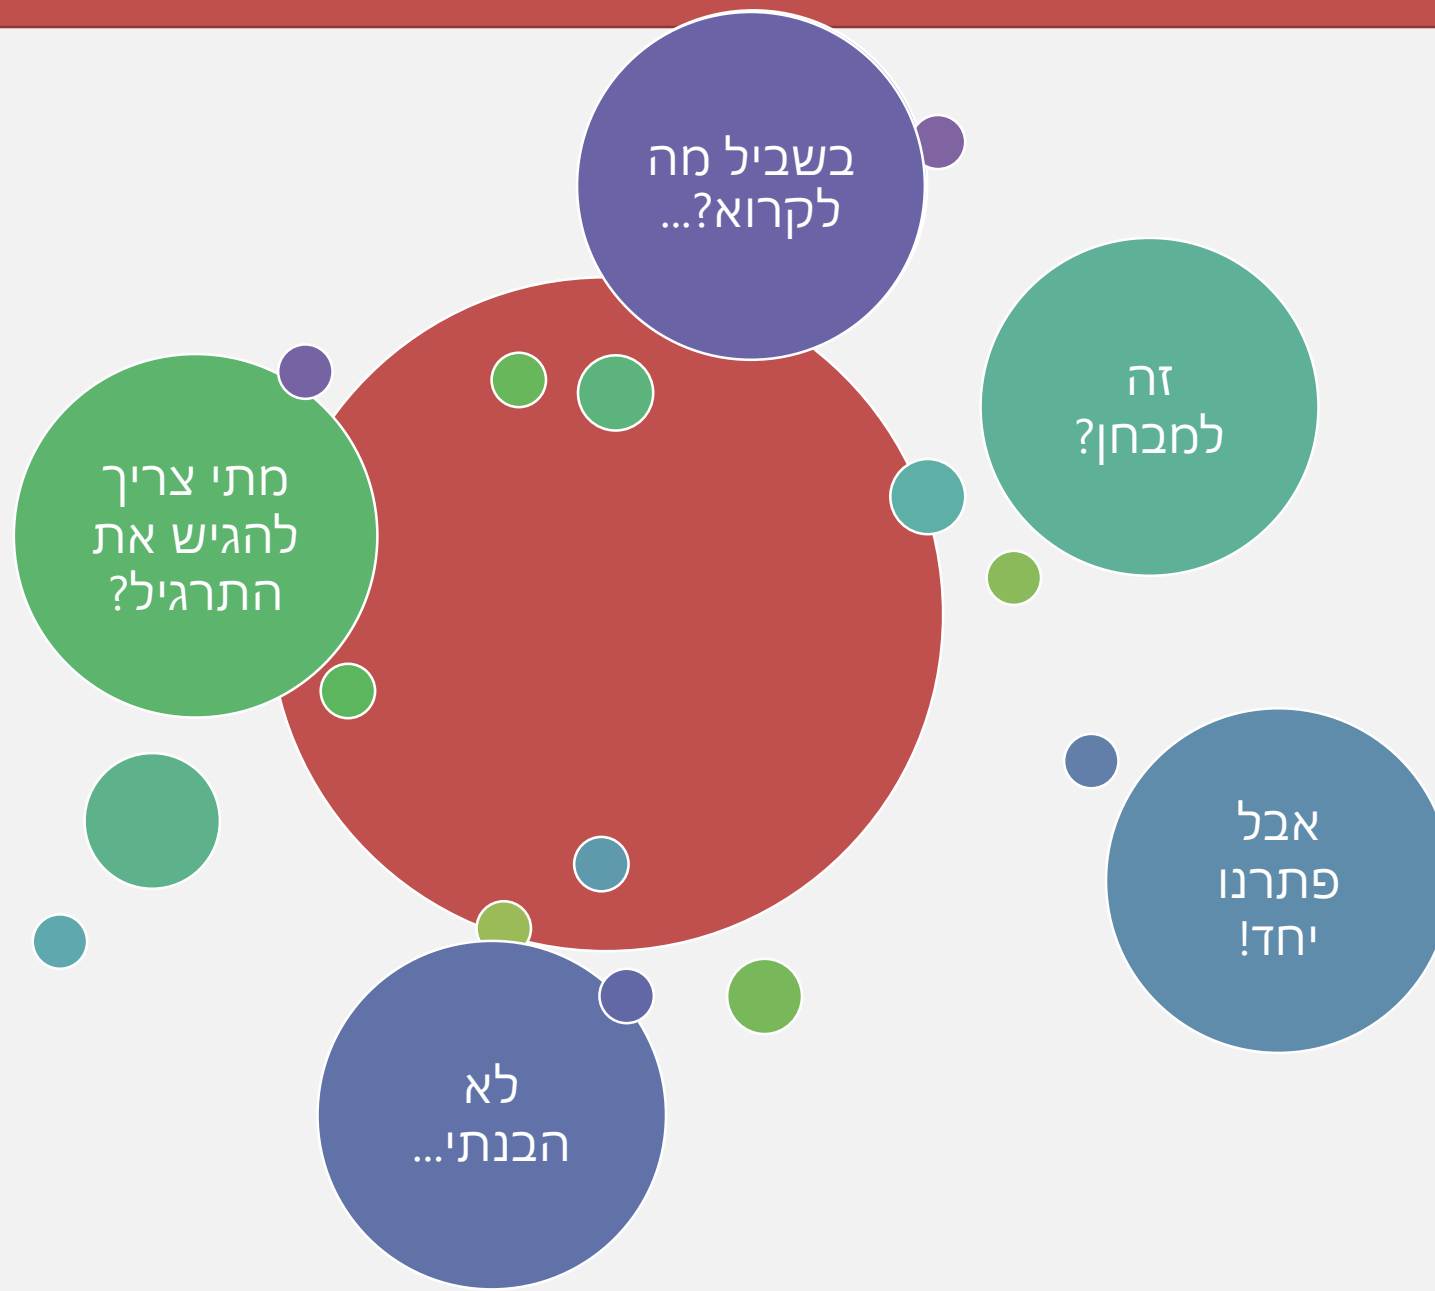 בשביל מה
לקרוא?...
זה
למבחן?
מתי צריך
להגיש את
התרגיל?
אבל
פתרנו
יחד!
לא
הבנתי...